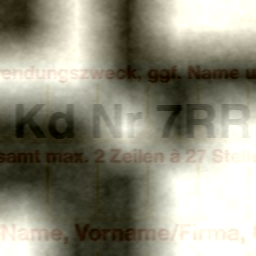 endungszweck, ggf. Name u
Kd Nr 7RR
samt max. 2 Zeilen à 27 Stell
Name, Vorname/Firma,